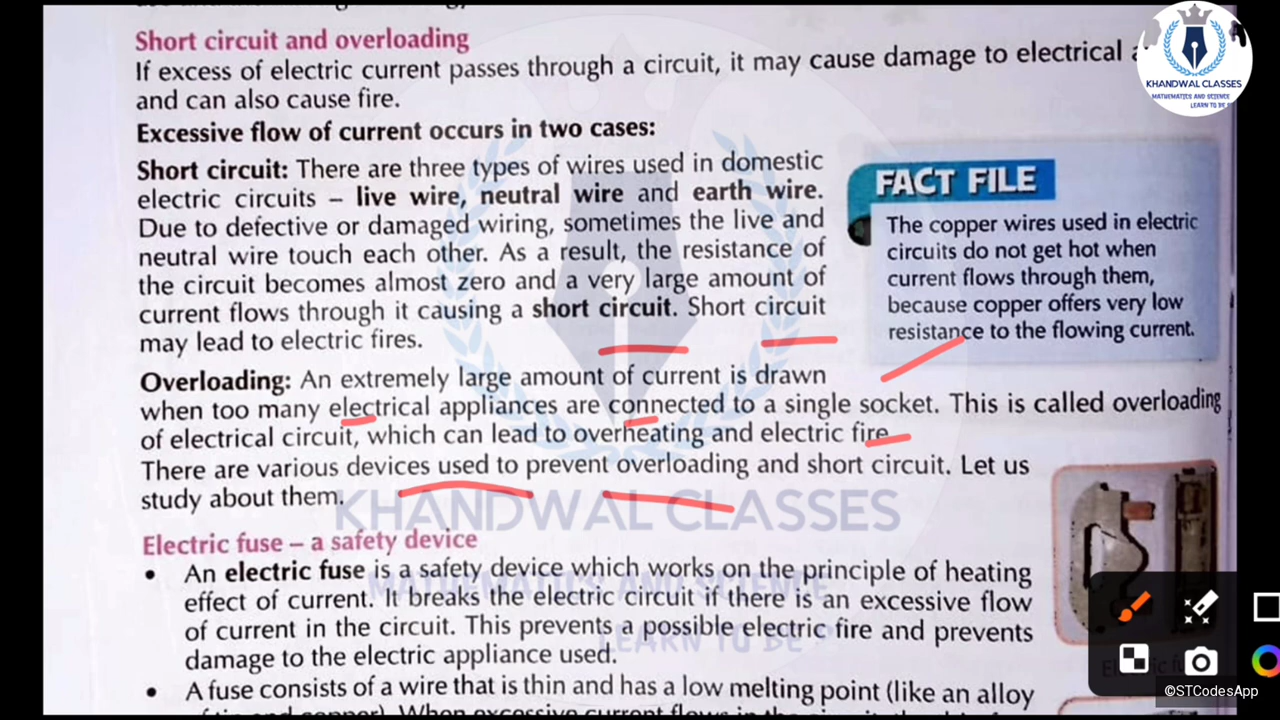 Short circuit and overloading
If excess of electric current passes through a circuit, it may cause damage to electrical
and can also cause fire.
Excessive flow of current occurs in two cases:
Short circuit: There are three types of wires used in domestic
electric circuits – live wire, neutral wire and earth wire.
Due to defective or damaged wiring, sometimes the live and
neutral wire touch each other. As a result, the resistance of
the circuit becomes almost zero and a very large amount of
current flows through it causing a short circuit. Short circuit
may lead to electric fires.
FACT FILE
The copper wires used in electric
circuits do not get hot when
current flows through them,
because copper offers very low
resistance to the flowing current.
Overloading: An extremely large amount of current is drawn
when too many electrical appliances are connected to a single socket. This is called overloading
of electrical circuit, which can lead to overheating and electric fire.
There are various devices used to prevent overloading and short circuit. Let us
study about them.
Electric fuse – a safety device
• An electric fuse is a safety device which works on the principle of heating
effect of current. It breaks the electric circuit if there is an excessive flow
of current in the circuit. This prevents a possible electric fire and prevents
damage to the electric appliance used.
• A fuse consists of a wire that is thin and has a low melting point (like an alloy
KHANDWAL CLASSES
MATHEMATICS AND SCIENCE
LEARN TO BE
KHANDWAL CLASSES
MATHEMATICS AND SCIENCE
LEARN TO BE
©STCodesApp